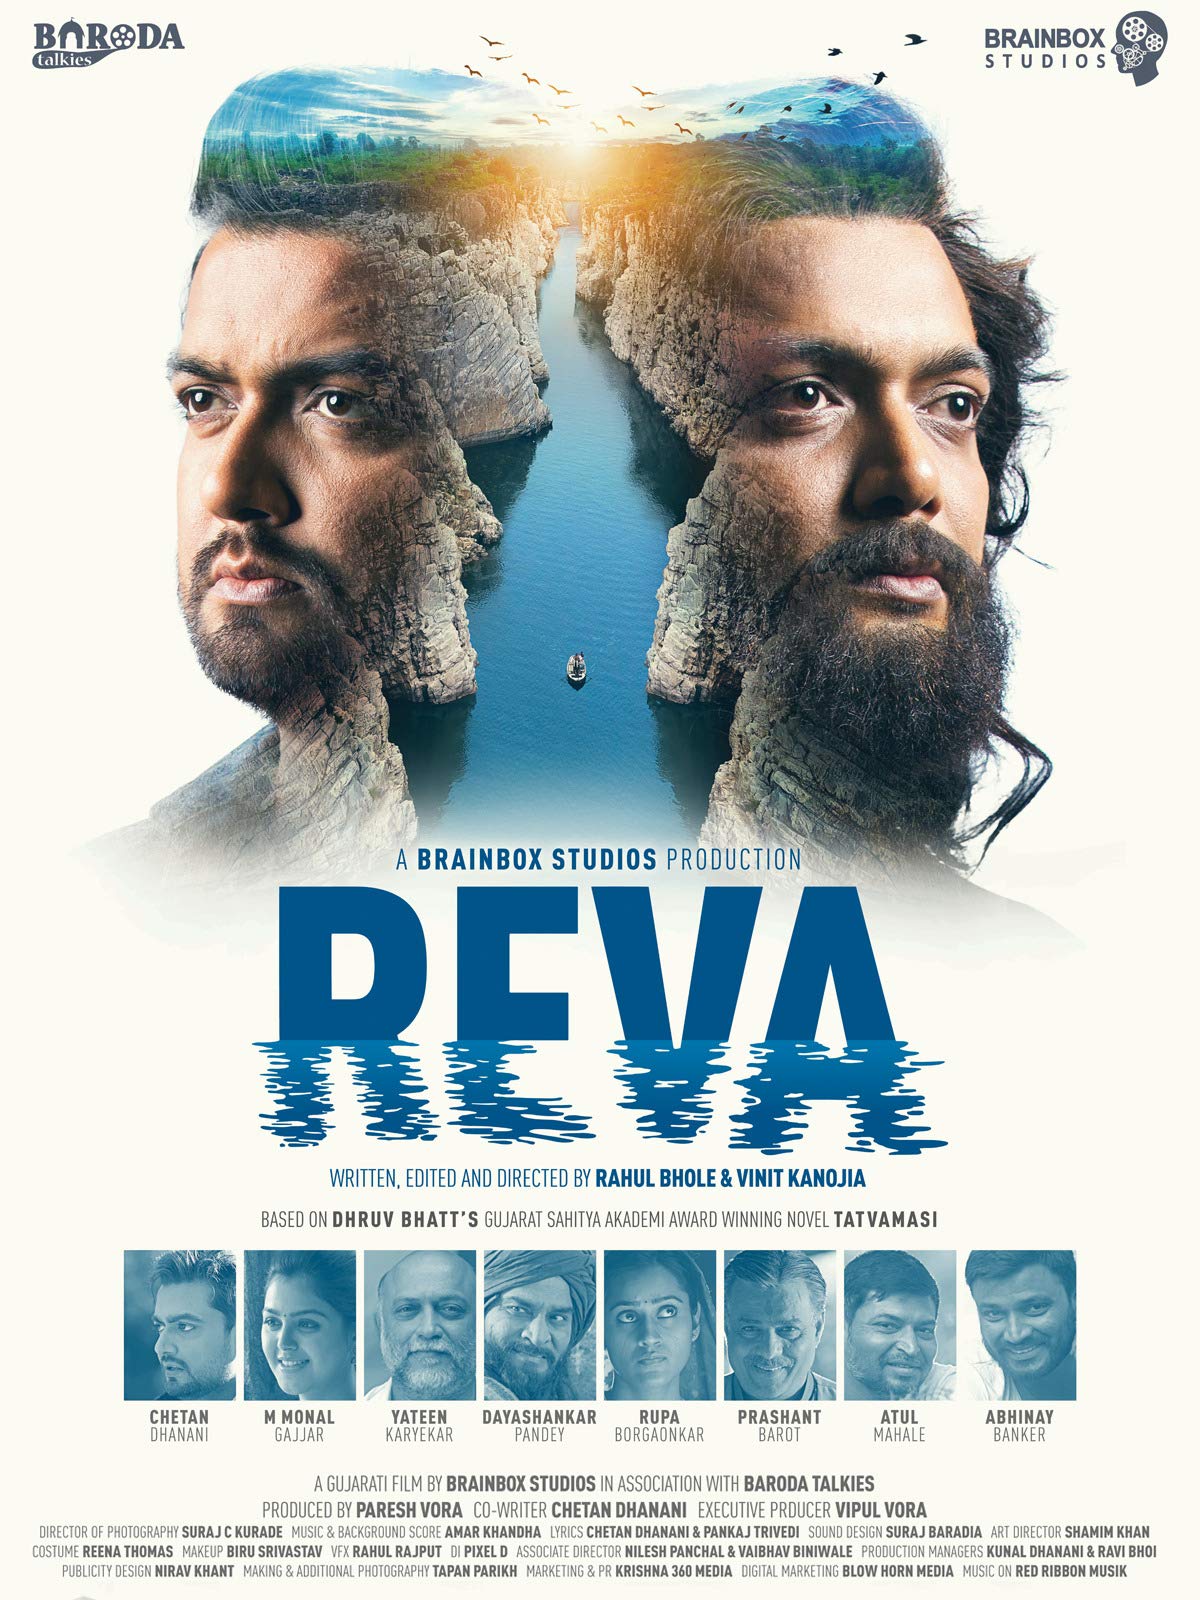 BARODA
talkies
BRAINBOX
STUDIOS
A BRAINBOX STUDIOS PRODUCTION
REVA
WRITTEN, EDITED AND DIRECTED BY RAHUL BHOLE & VINIT KANOJIA
BASED ON DHRUV BHATT'S GUJARAT SAHITYA AKADEMI AWARD WINNING NOVEL TATVAMASI
CHETAN
DHANANI
M MONAL
GAJJAR
YATEEN
KARYEKAR
DAYASHANKAR
PANDEY
RUPA
BORGAONKAR
PRASHANT
BAROT
ATUL
MAHALE
ABHINAY
BANKER
A GUJARATI FILM BY BRAINBOX STUDIOS IN ASSOCIATION WITH BARODA TALKIES
PRODUCED BY PARESH VORA CO-WRITER CHETAN DHANANI EXECUTIVE PRDUCER VIPUL VORA
DIRECTOR OF PHOTOGRAPHY SURAJ C KURADE MUSIC & BACKGROUND SCORE AMAR KHANDHA LYRICS CHETAN DHANANI & PANKAJ TRIVEDI SOUND DESIGN SURAJ BARADIA ART DIRECTOR SHAMIM KHAN
COSTUME REENA THOMAS MAKEUP BIRU SRIVASTAV VFX RAHUL RAJPUT DI PIXEL D ASSOCIATE DIRECTOR NILESH PANCHAL & VAIBHAV BINIWALE PRODUCTION MANAGERS KUNAL DHANANI & RAVI BHOI
PUBLICITY DESIGN NIRAV KHANT MAKING & ADDITIONAL PHOTOGRAPHY TAPAN PARIKH MARKETING & PR KRISHNA 360 MEDIA DIGITAL MARKETING BLOW HORN MEDIA MUSIC ON RED RIBBON MUSIK